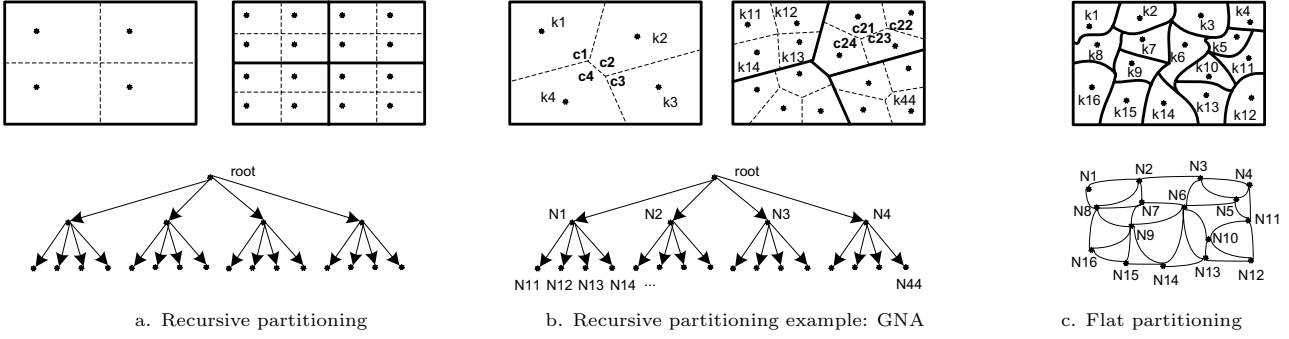 k1
k2
c1
c2
c3
c4
k3
k4
k11
k12
k13
k14
c21
c22
c23
c24
k44
k1
k2
k3
k4
k5
k6
k7
k8
k9
k10
k11
k12
k13
k14
k15
k16
root
root
N1
N2
N3
N4
N11 N12 N13 N14 ...
N44
N1
N2
N3
N4
N5
N6
N7
N8
N9
N10
N11
N12
N13
N14
N15
N16
a. Recursive partitioning
b. Recursive partitioning example: GNA
c. Flat partitioning